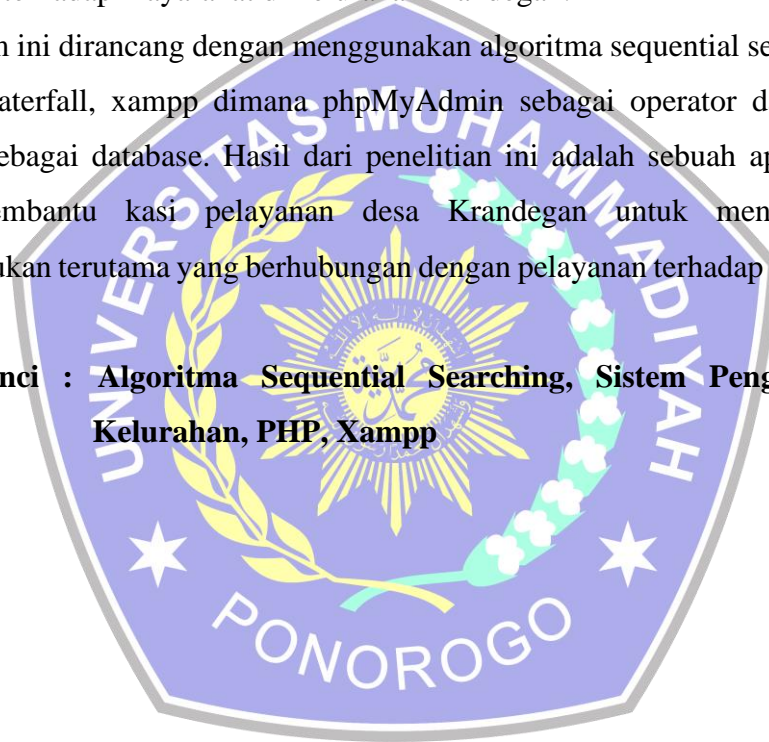 n ini dirancang dengan menggunakan algoritma sequential se
aterfall, xampp dimana phpMyAdmin sebagai operator d
ebagai database. Hasil dari penelitian ini adalah sebuah ap
embantu kasi pelayanan desa Krandegan untuk men
ukan terutama yang berhubungan dengan pelayanan terhadap
nci : Algoritma Sequential Searching, Sistem Peng
Kelurahan, PHP, Xampp
UNIVERSITAS MUHAMMADIYAH
PONOROGO